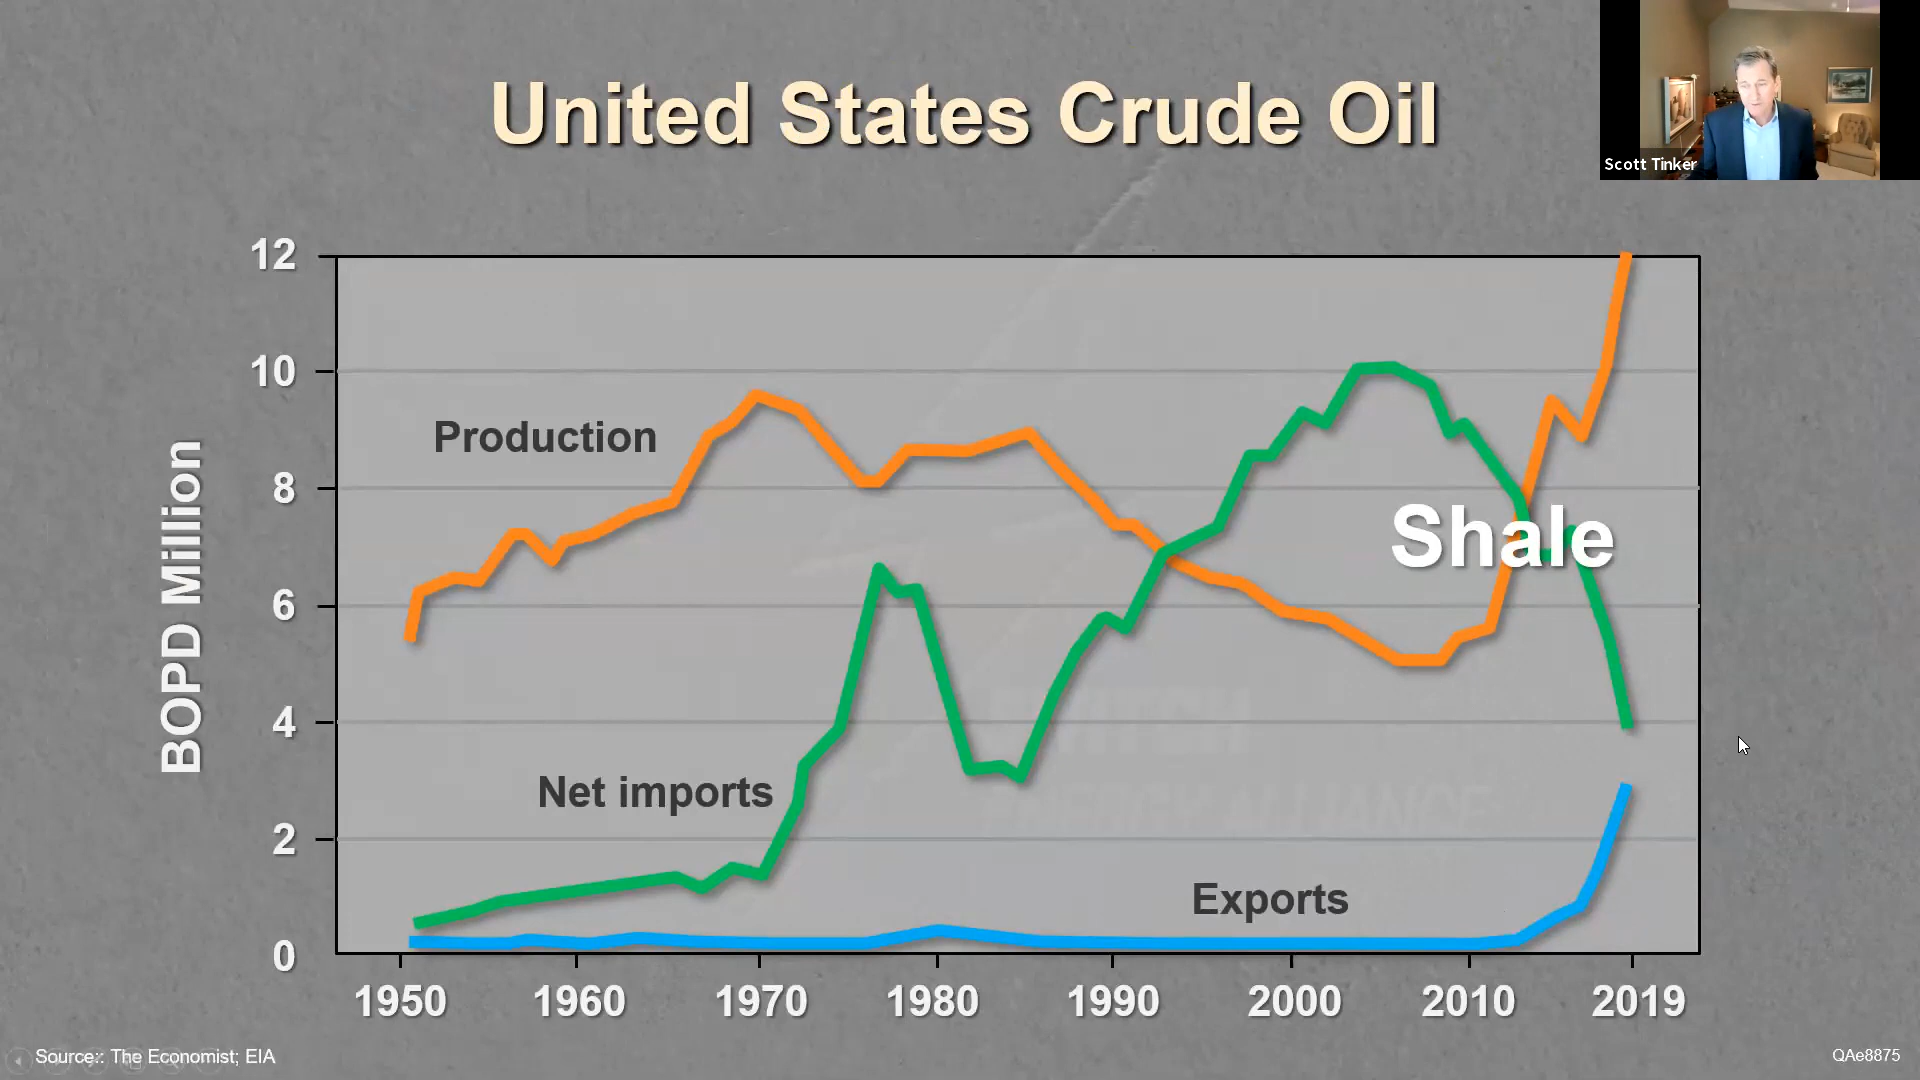 United States Crude Oil
Scott Tinker
12
10
8
6
4
2
0
BOPD Million
Production
Net imports
Exports
Shale
1950 1960 1970 1980 1990 2000 2010 2019
Source:: The Economist; EIA
QAe8875